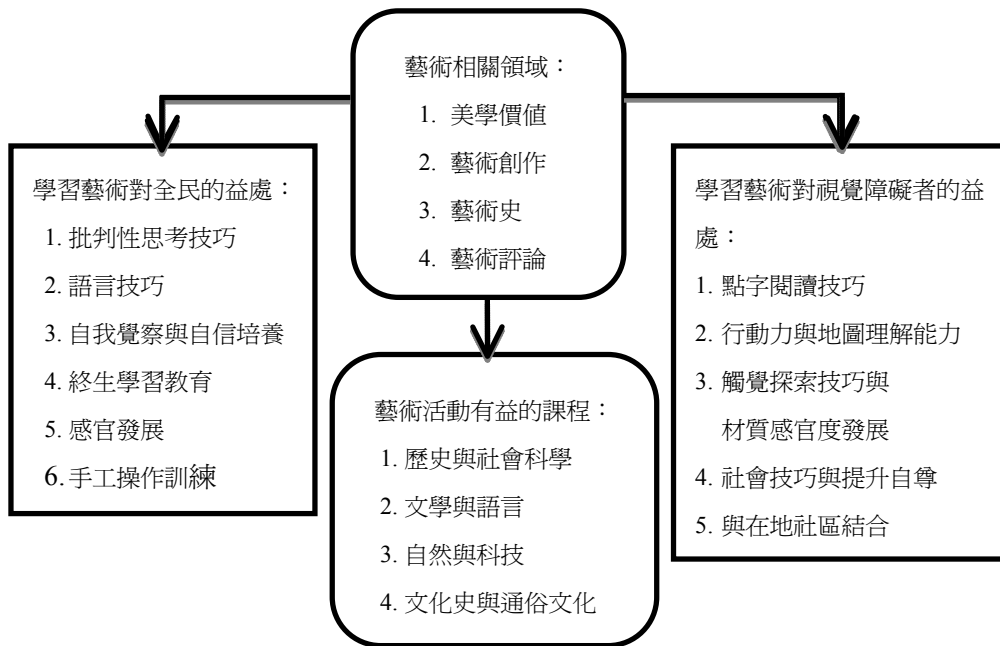 藝術相關領域：
1. 美學價值
2. 藝術創作
3. 藝術史
4. 藝術評論
學習藝術對全民的益處：
1. 批判性思考技巧
2. 語言技巧
3. 自我覺察與自信培養
4. 終生學習教育
5. 感官發展
6. 手工操作訓練
藝術活動有益的課程：
1. 歷史與社會科學
2. 文學與語言
3. 自然與科技
4. 文化史與通俗文化
學習藝術對視覺障礙者的益
處：
1. 點字閱讀技巧
2. 行動力與地圖理解能力
3. 觸覺探索技巧與
材質感官度發展
4. 社會技巧與提升自尊
5. 與在地社區結合